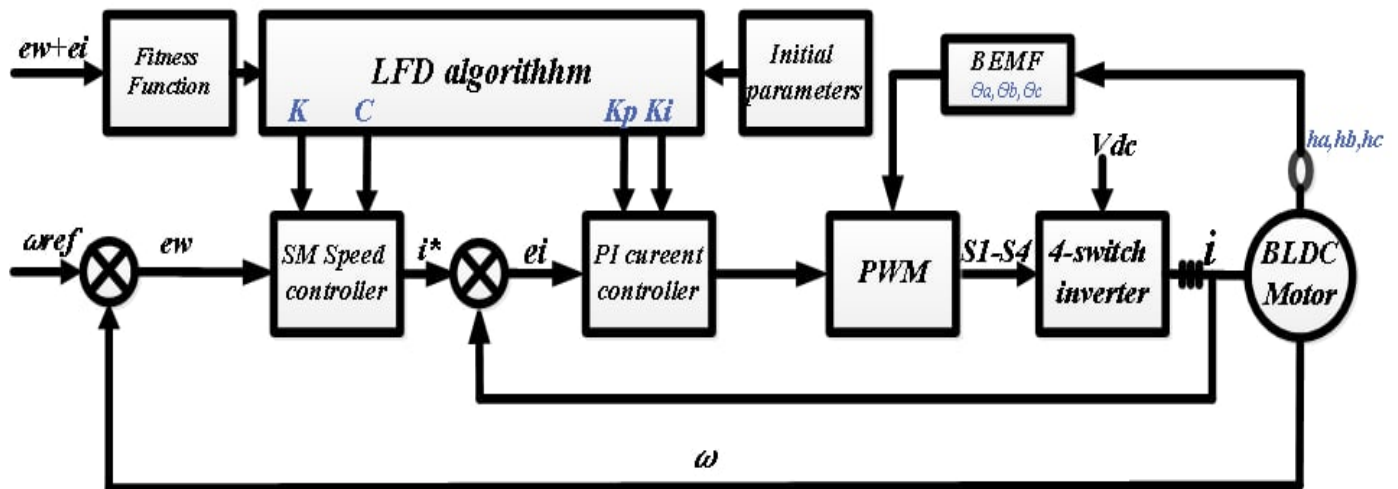 ew+ei
Fitness
Function
LFD algorithhm
K
C
Kp Ki
Initial
parameters
BEMF
Θa,Θb,Θc
ha,hb,hc
Vdc
ωref
ew
SM Speed
controller
i*
ei
PI cureent
controller
PWM
S1-S4
4-switch
inverter
i
BLDC
Motor
ω